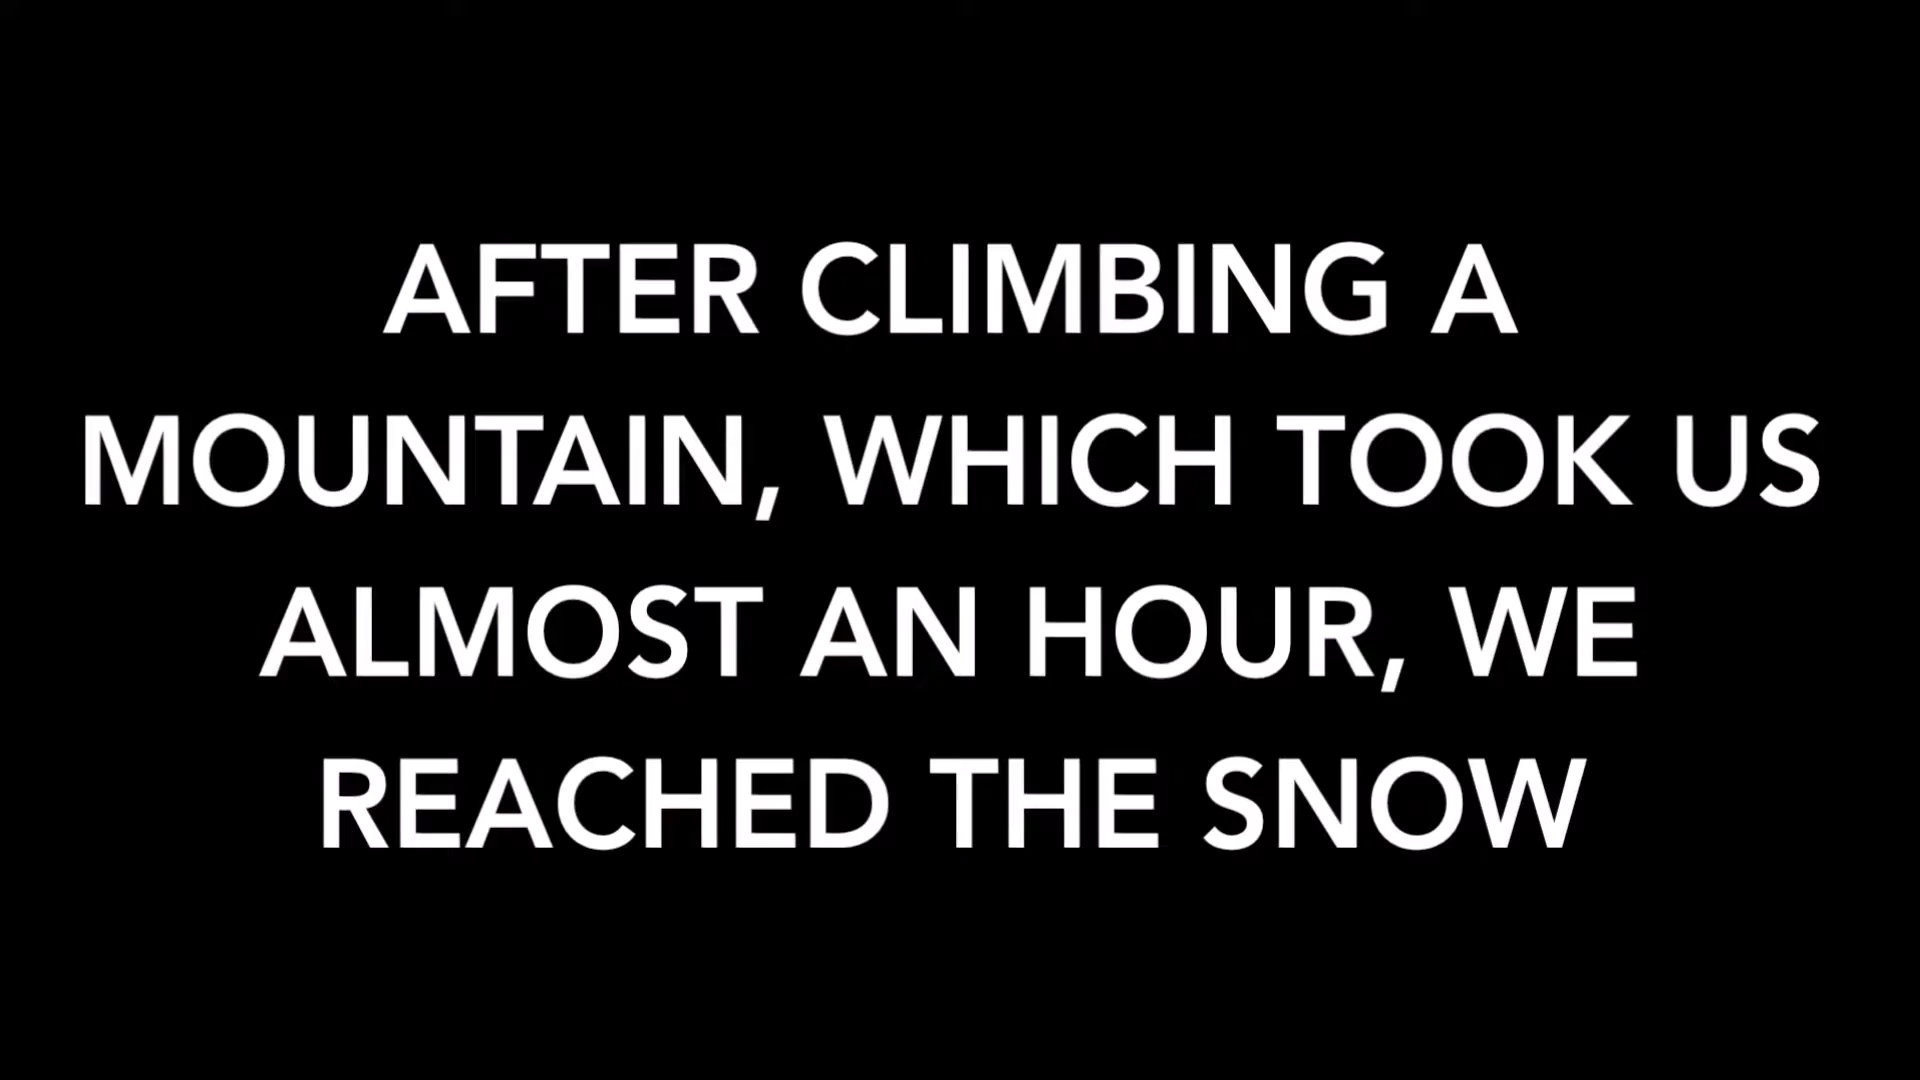 AFTER CLIMBING A
MOUNTAIN, WHICH TOOK US
ALMOST AN HOUR, WE
REACHED THE SNOW